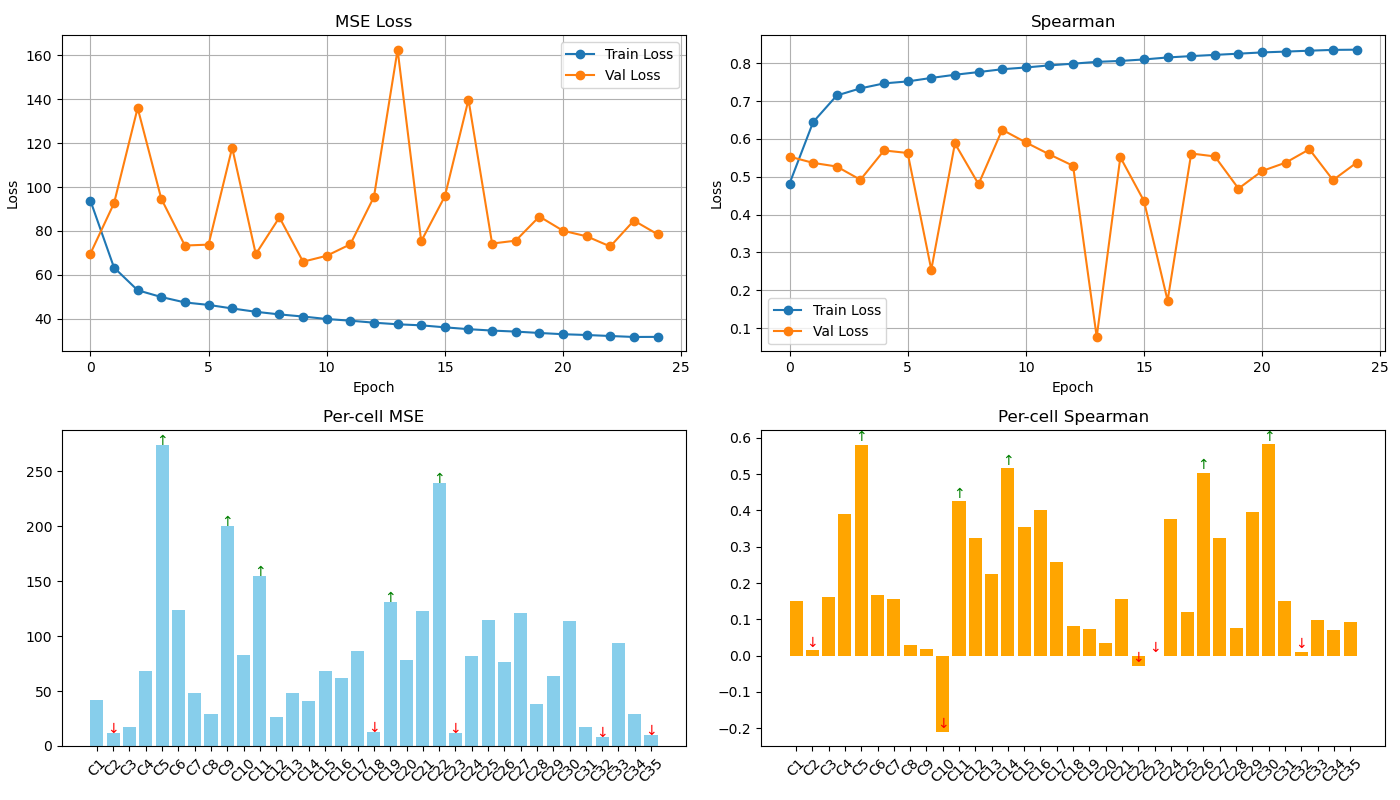 MSE Loss
Loss
160
140
120
100
80
60
40
Train Loss
Val Loss
0 5 10 15 20 25
Epoch
Spearman
Loss
0.8
0.7
0.6
0.5
0.4
0.3
0.2
0.1
Train Loss
Val Loss
0 5 10 15 20 25
Epoch
Per-cell MSE
250
200
150
100
50
0
↑ ↓ ↑ ↑ ↓ ↑ ↑ ↓ ↓ ↓
C1 C2 C3 C4 C5 C6 C7 C8 C9 C10 C11 C12 C13 C14 C15 C16 C17 C18 C19 C20 C21 C22 C23 C24 C25 C26 C27 C28 C29 C30 C31 C32 C33 C34 C35
Per-cell Spearman
0.6
0.5
0.4
0.3
0.2
0.1
0.0
−0.1
−0.2
↓ ↑ ↓ ↑ ↑ ↓ ↓ ↑ ↑ ↓
C1 C2 C3 C4 C5 C6 C7 C8 C9 C10 C11 C12 C13 C14 C15 C16 C17 C18 C19 C20 C21 C22 C23 C24 C25 C26 C27 C28 C29 C30 C31 C32 C33 C34 C35